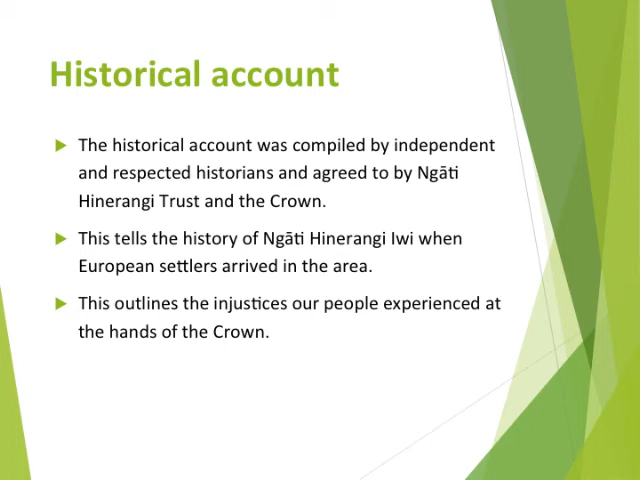 Historical account
The historical account was compiled by independent
and respected historians and agreed to by Ngāti
Hinerangi Trust and the Crown.
This tells the history of Ngāti Hinerangi Iwi when
European settlers arrived in the area.
This outlines the injustices our people experienced at
the hands of the Crown.